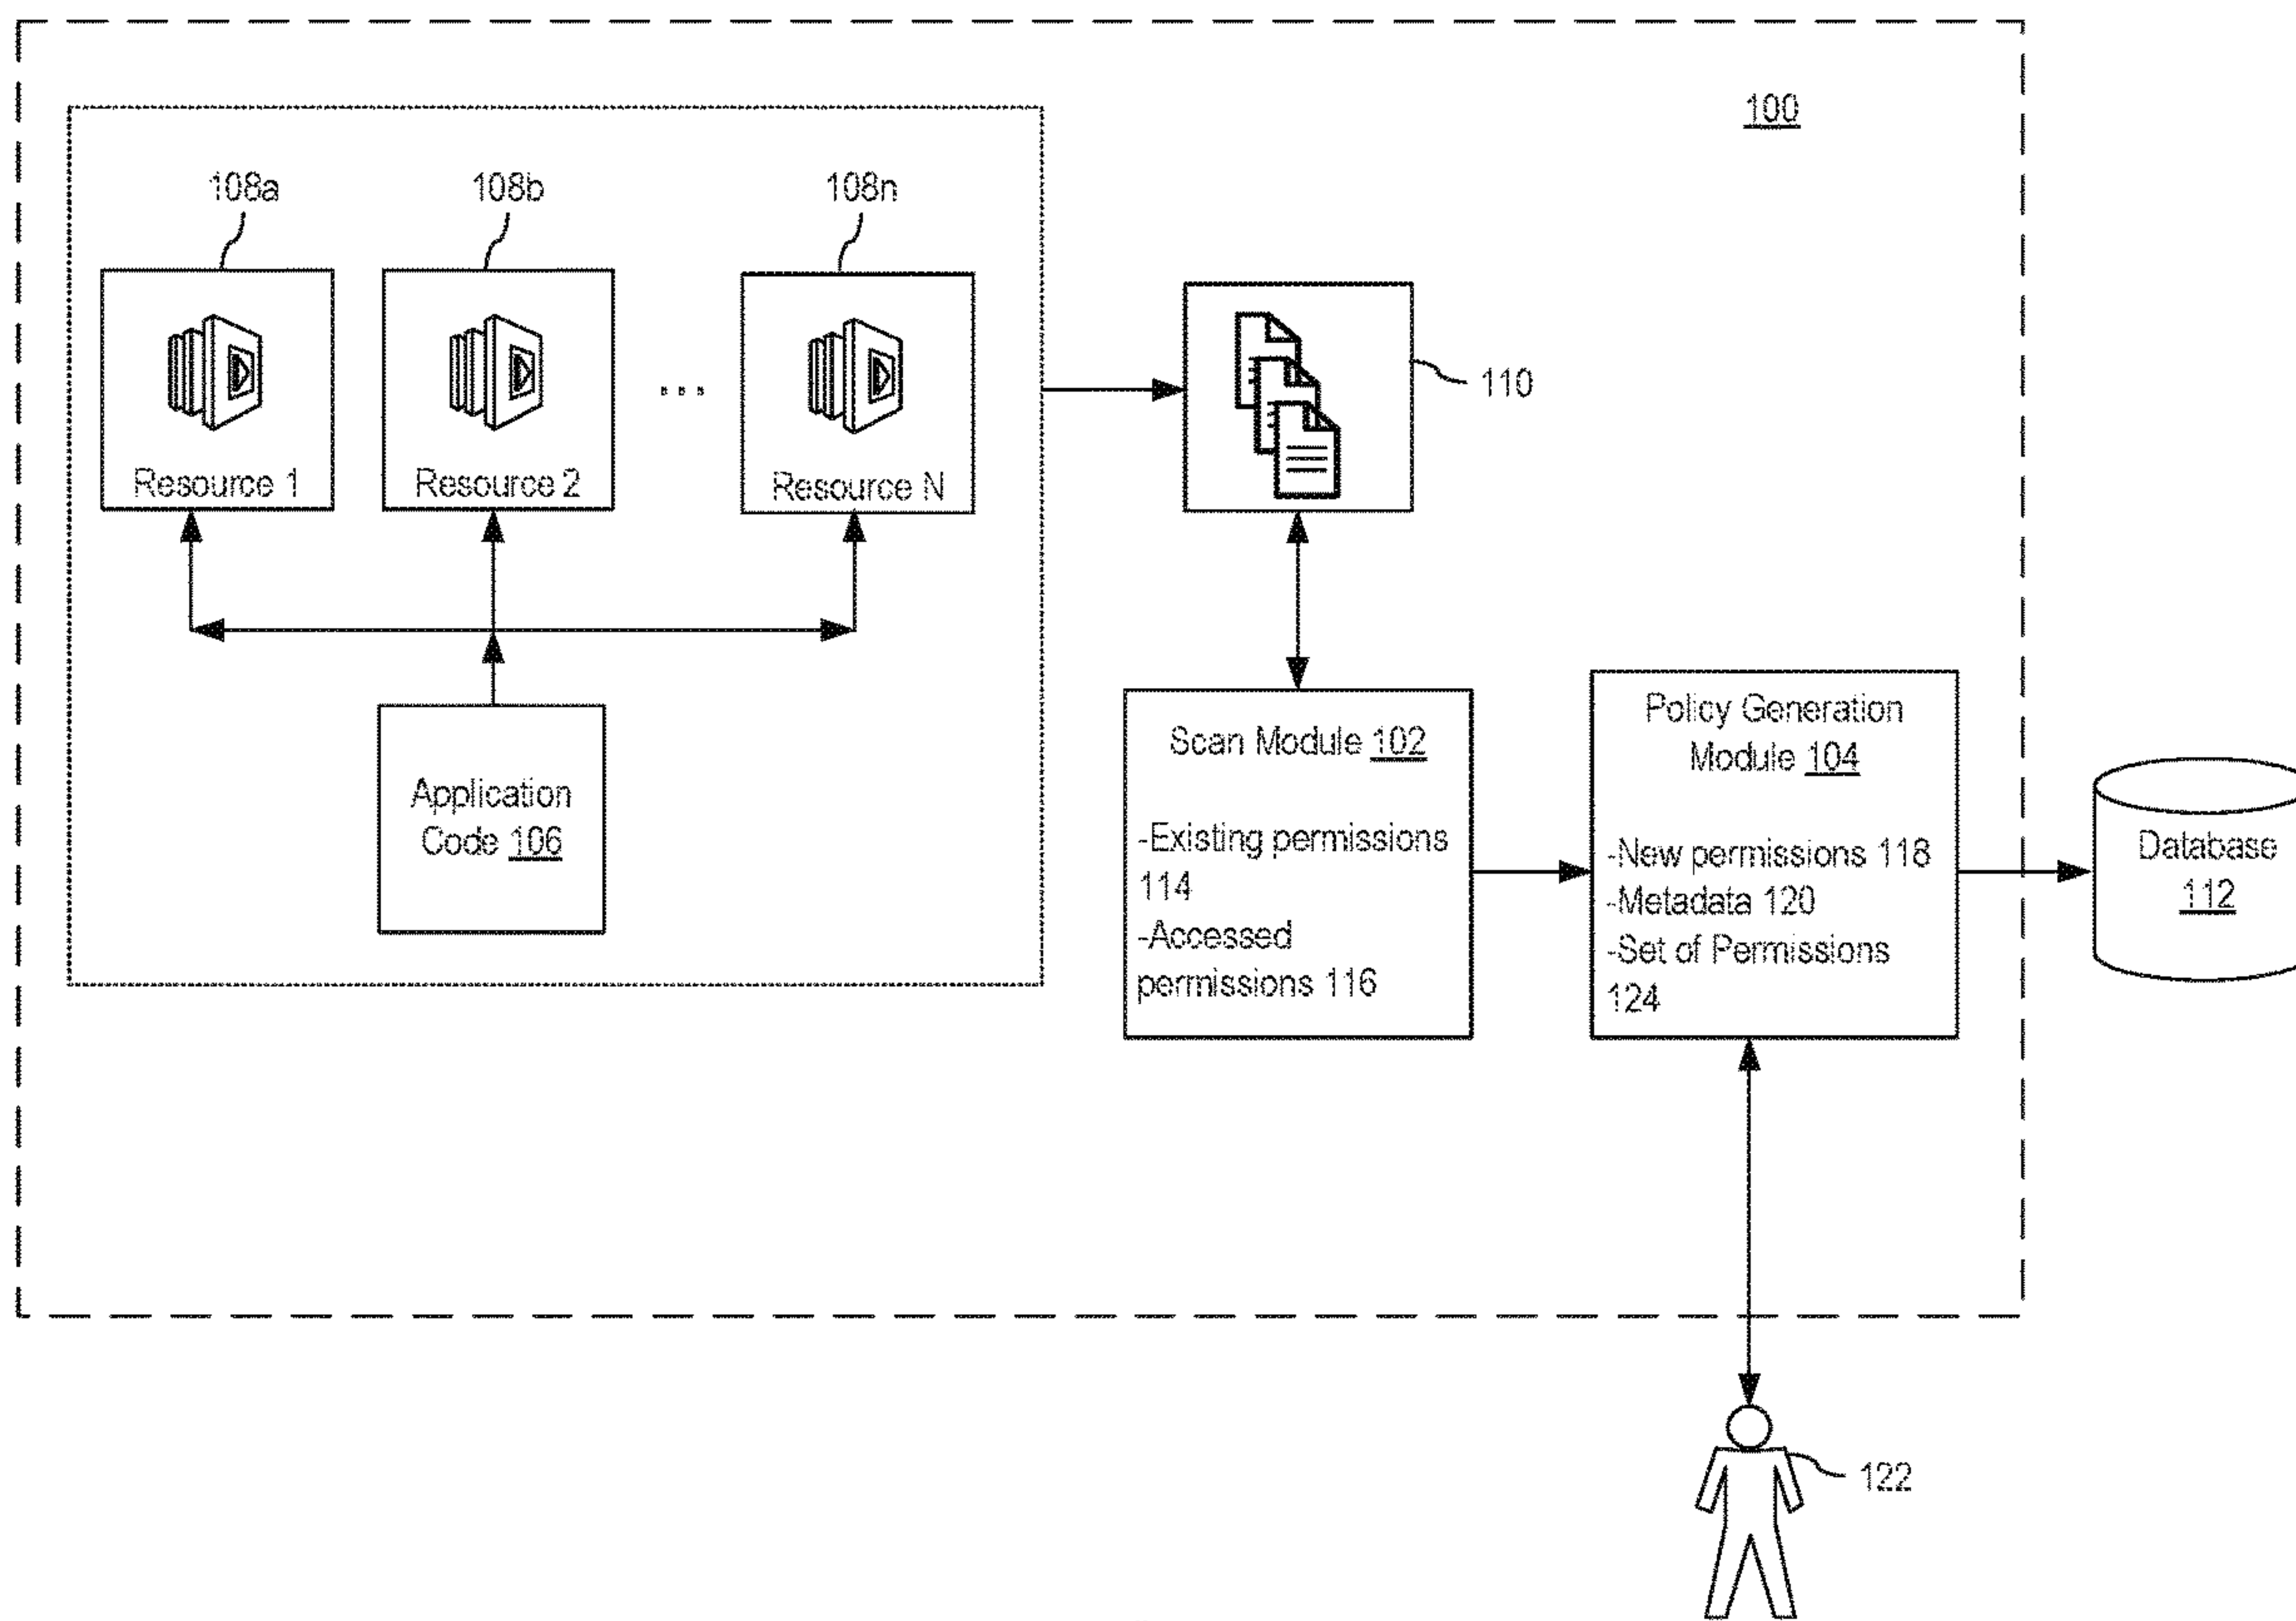 100
108a
108b
108n
Resource 1
Resource 2
...
Resource N
110
Application
Code 106
Scan Module 102
-Existing permissions
114
-Accessed
permissions 116
Policy Generation
Module 104
-New permissions 118
-Metadata 120
-Set of Permissions
124
Database
112
122